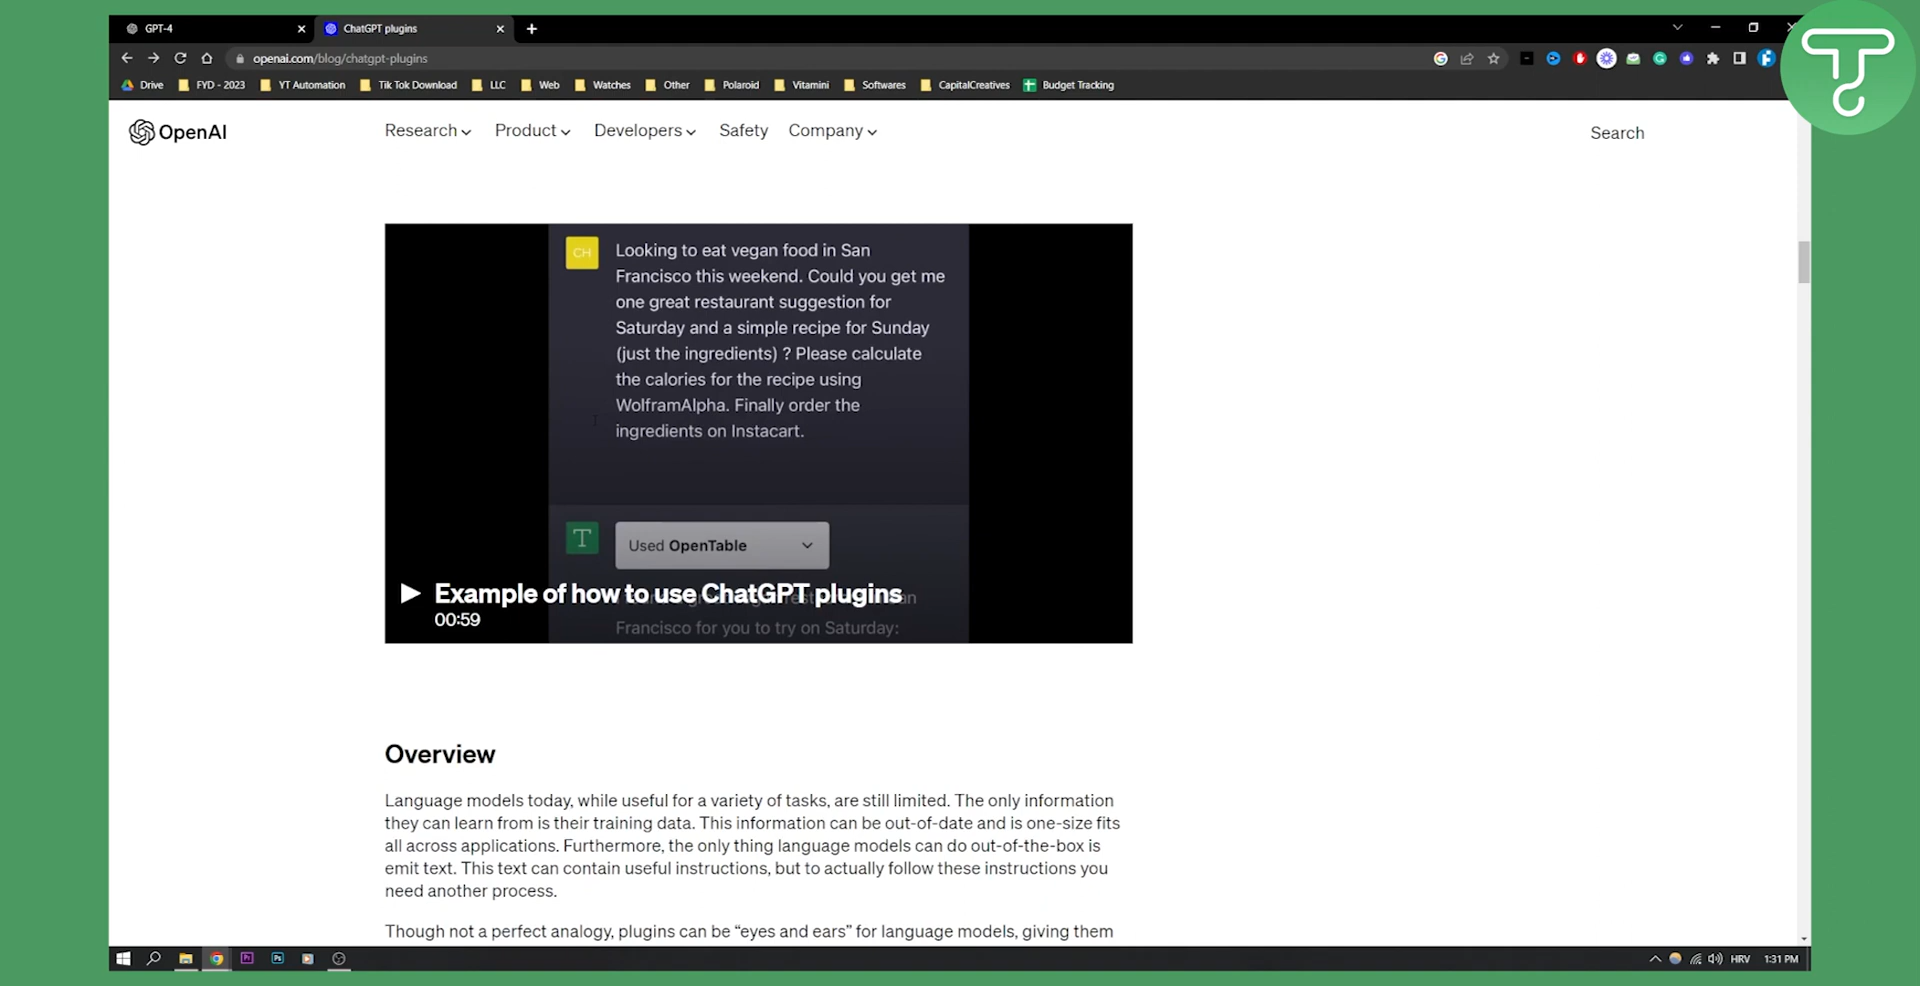 GPT-4
ChatGPT plugins
openai.com/blog/chatgpt-plugins
Drive FYD - 2023 YT Automation Tik Tok Download LLC Web Watches Other Polaroid Vitamini Softwares CapitalCreatives Budget Tracking
OpenAI Research Product Developers Safety Company Search
CH
Looking to eat vegan food in San
Francisco this weekend. Could you get me
one great restaurant suggestion for
Saturday and a simple recipe for Sunday
(just the ingredients) ? Please calculate
the calories for the recipe using
WolframAlpha. Finally order the
ingredients on Instacart.
T Used OpenTable
Example of how to use ChatGPT plugins
00:59
Francisco for you to try on Saturday:
Overview
Language models today, while useful for a variety of tasks, are still limited. The only information
they can learn from is their training data. This information can be out-of-date and is one-size fits
all across applications. Furthermore, the only thing language models can do out-of-the-box is
emit text. This text can contain useful instructions, but to actually follow these instructions you
need another process.
Though not a perfect analogy, plugins can be “eyes and ears” for language models, giving them
Pr Ps HRV 1:31 PM